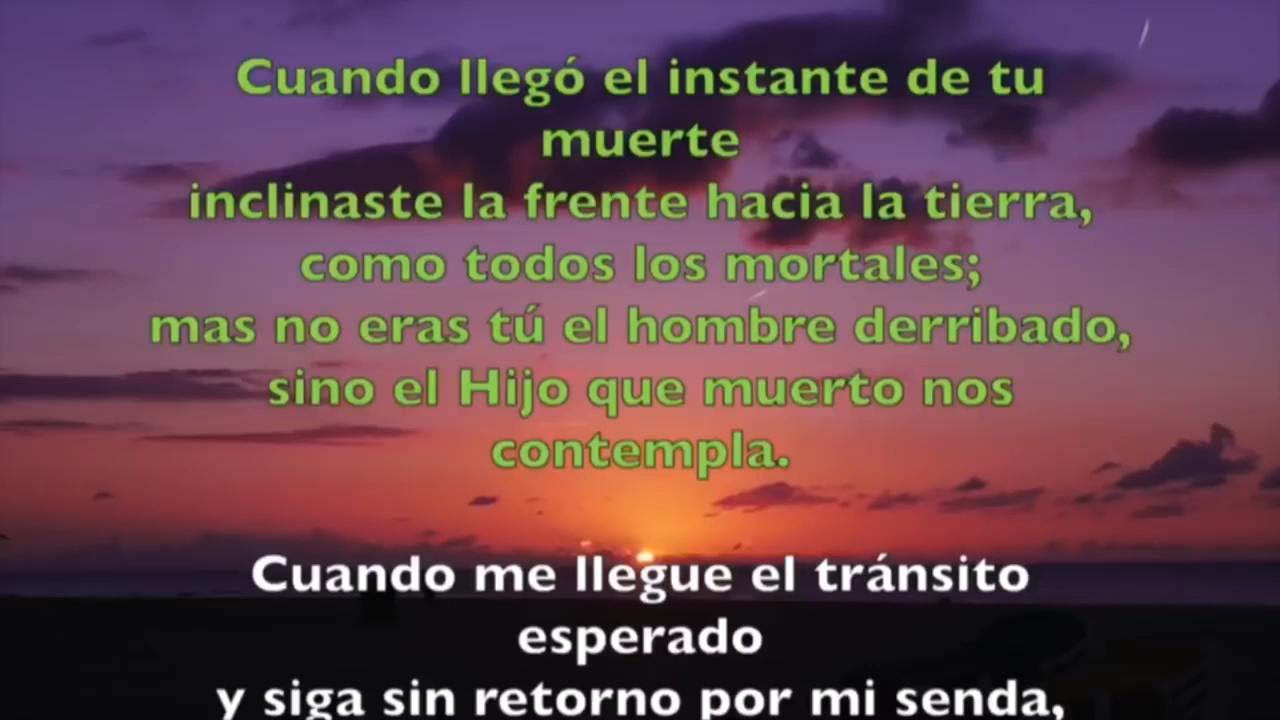 Cuando llegó el instante de tu
muerte
inclinaste la frente hacia la tierra,
como todos los mortales;
mas no eras tú el hombre derribado,
sino el Hijo que muerto nos
contempla.
Cuando me llegue el tránsito
esperado
y siga sin retorno por mi senda,